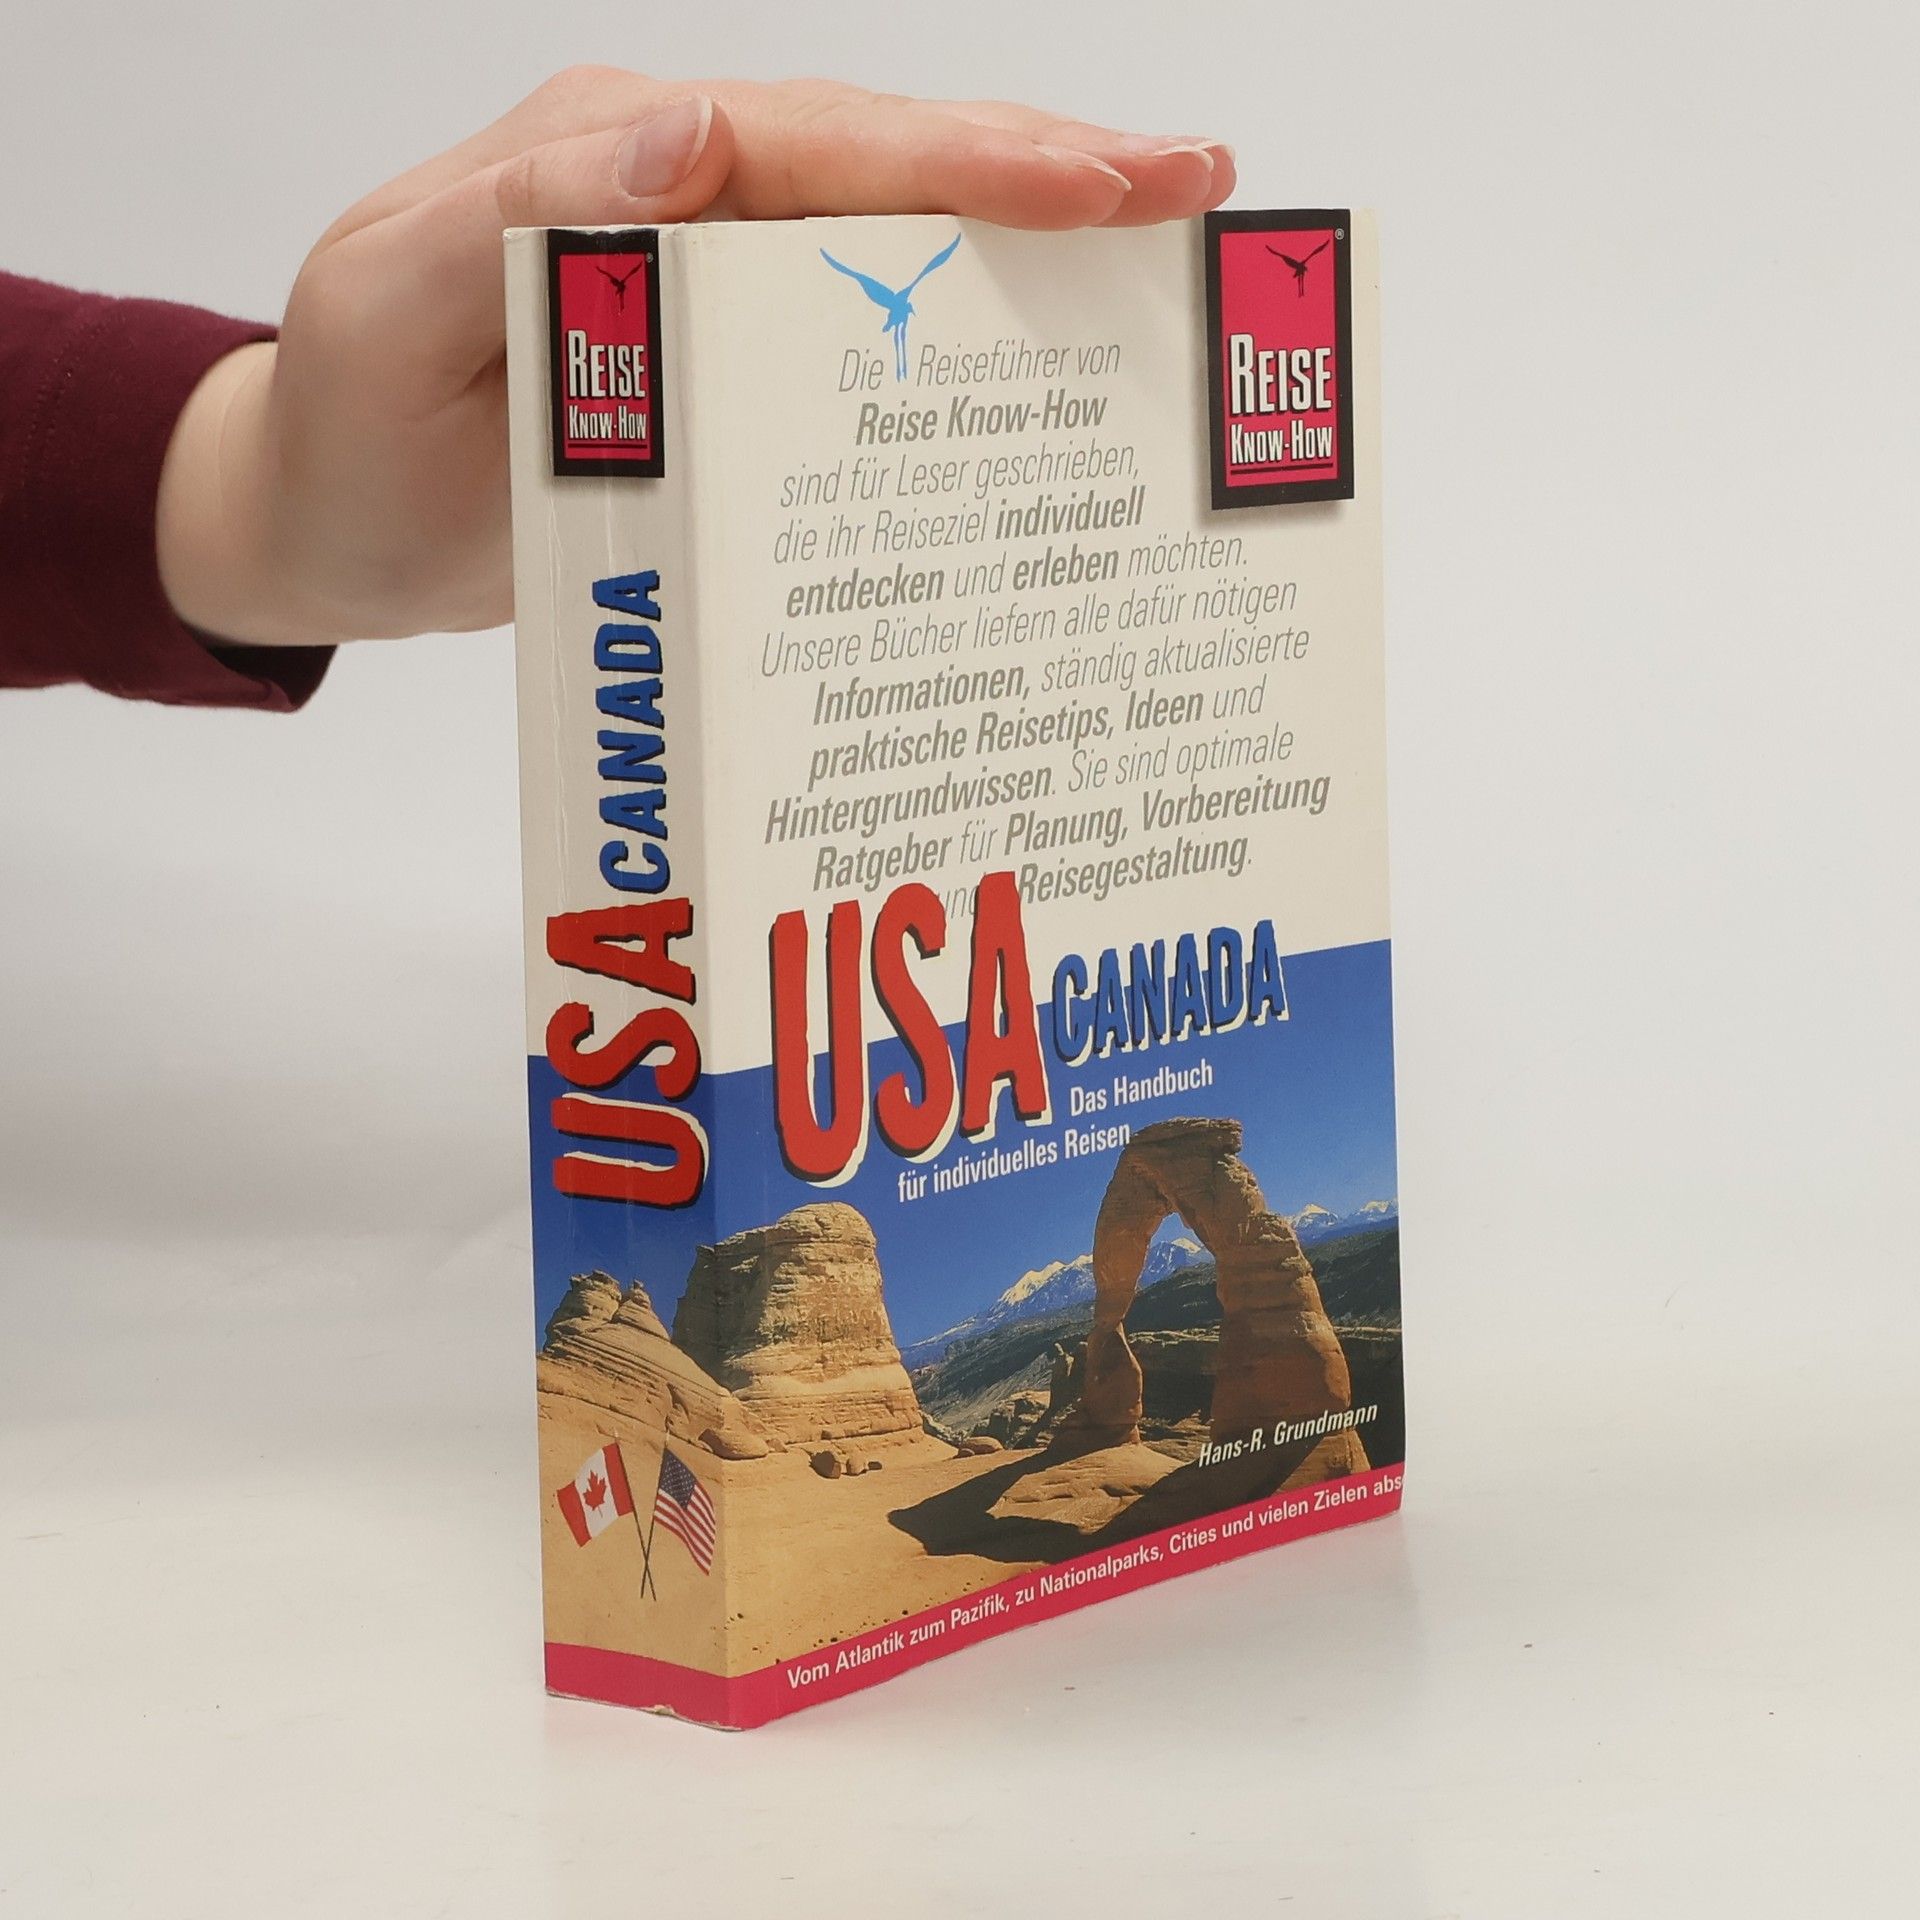 REISE
KNOW-HOW
USA CANADA
Die Reiseführer von
Reise Know-How
sind für Leser geschrieben,
die ihr Reiseziel individuell
entdecken und erleben möchten.
Unsere Bücher liefern alle dafür nötigen
Informationen, ständig aktualisierte
praktische Reisetips, Ideen und
Hintergrundwissen. Sie sind optimale
Ratgeber für Planung, Vorbereitung
und Reisegestaltung.
REISE
KNOW-HOW
®
®
USA CANADA
Das Handbuch
für individuelles Reisen
Hans-R. Grundmann
Vom Atlantik zum Pazifik, zu Nationalparks, Cities und vielen Zielen abs